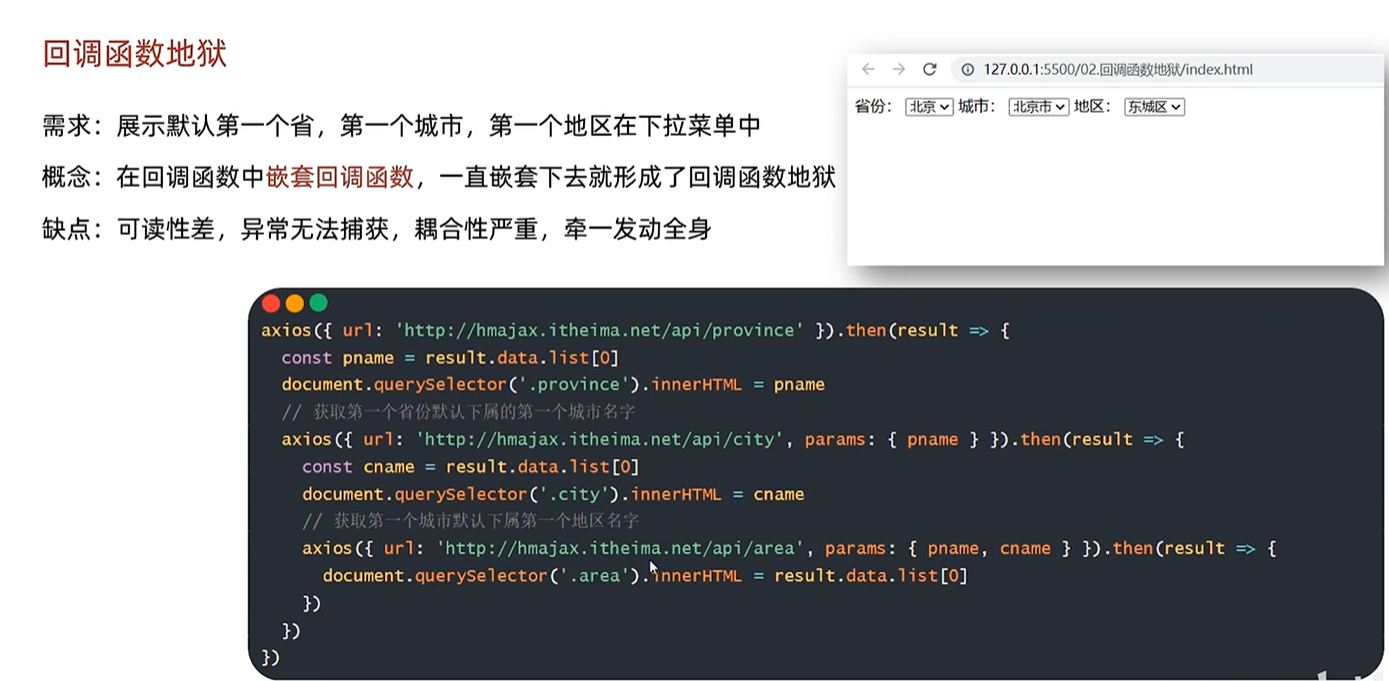 回调函数地狱
需求：展示默认第一个省，第一个城市，第一个地区在下拉菜单中
概念：在回调函数中嵌套回调函数，一直嵌套下去就形成了回调函数地狱
缺点：可读性差，异常无法捕获，耦合性严重，牵一发动全身
127.0.0.1:5500/02.回调函数地狱/index.html
省份： 北京 城市： 北京市 地区： 东城区
axios({ url: 'http://hmajax.itheima.net/api/province' }).then(result => {
  const pname = result.data.list[0]
  document.querySelector('.province').innerHTML = pname
  // 获取第一个省份默认下属的第一个城市名字
  axios({ url: 'http://hmajax.itheima.net/api/city', params: { pname } }).then(result => {
    const cname = result.data.list[0]
    document.querySelector('.city').innerHTML = cname
    // 获取第一个城市默认下属第一个地区名字
    axios({ url: 'http://hmajax.itheima.net/api/area', params: { pname, cname } }).then(result => {
      document.querySelector('.area').innerHTML = result.data.list[0]
    })
  })
})